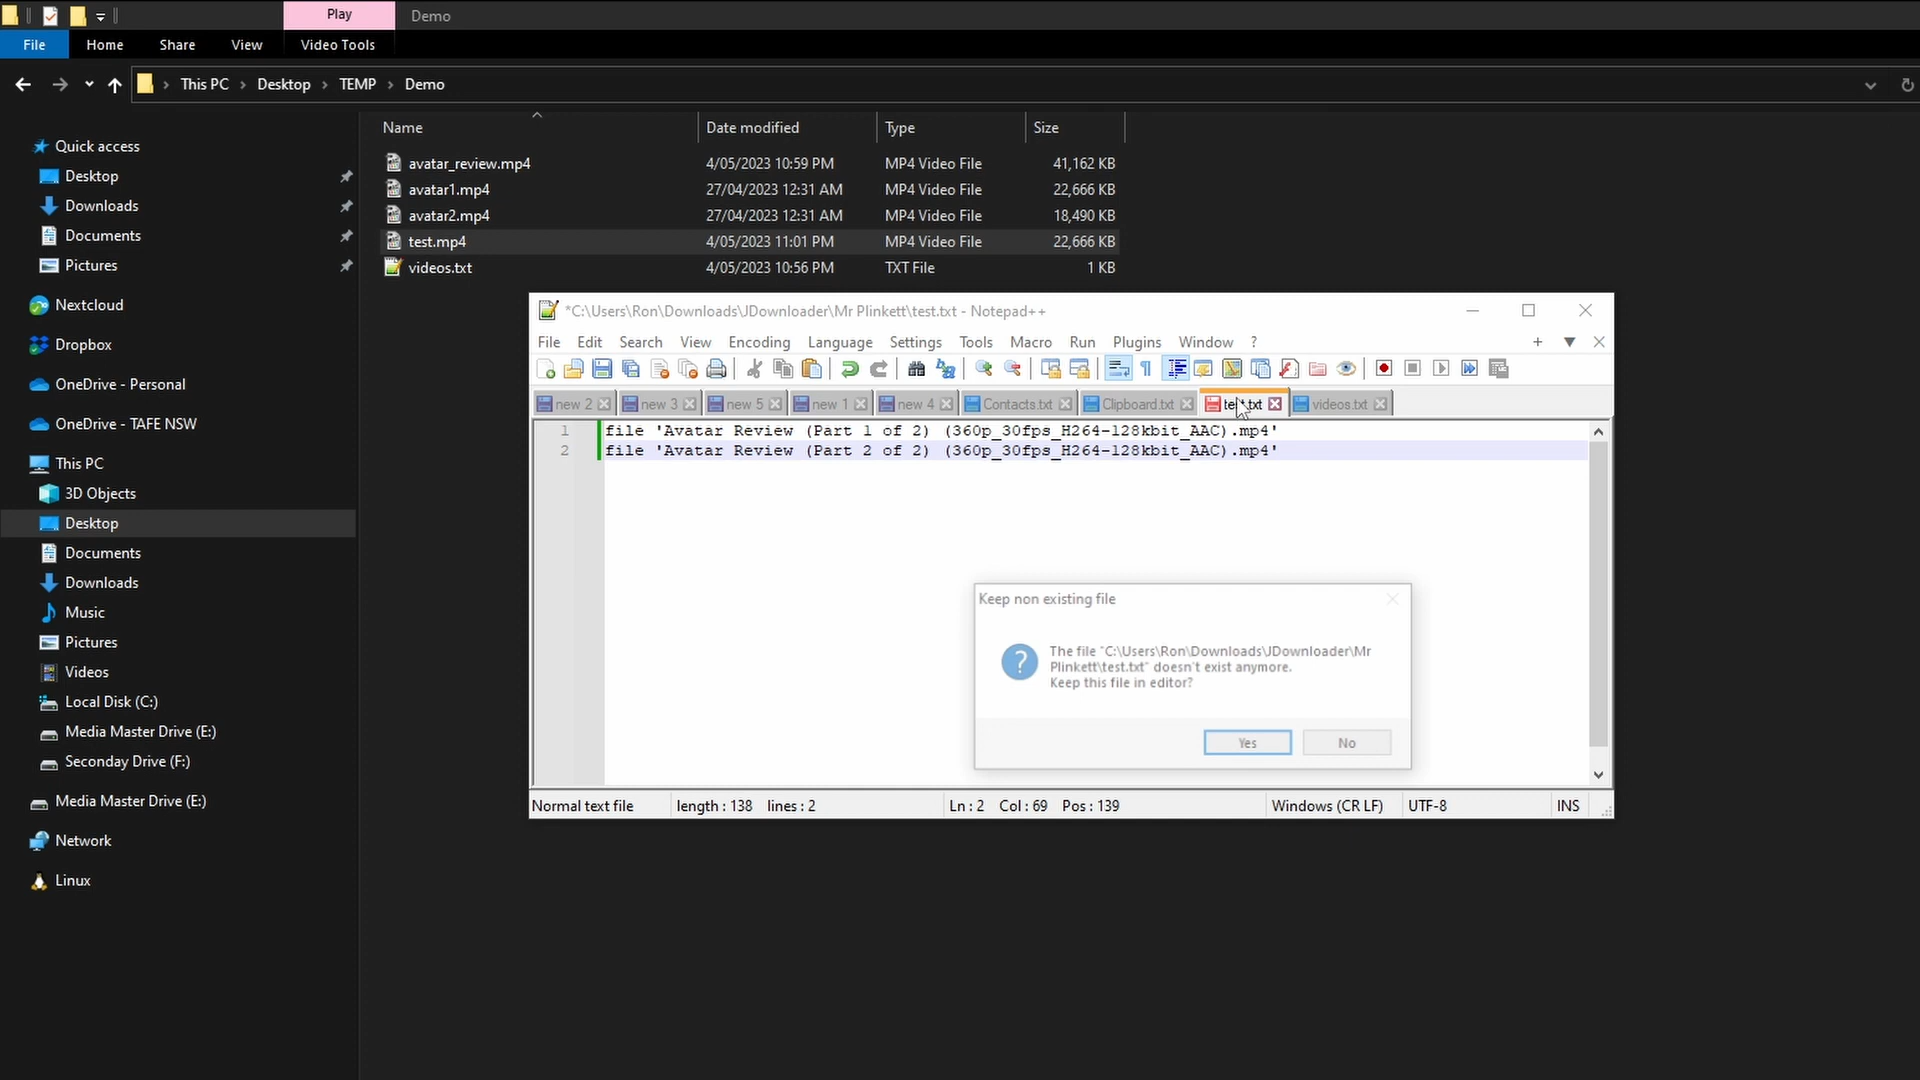 Play
Demo
File
Home
Share
View
Video Tools
This PC
Desktop
TEMP
Demo
Name
Date modified
Type
Size
avatar_review.mp4 4/05/2023 10:59 PM MP4 Video File 41,162 KB
avatar1.mp4 27/04/2023 12:31 AM MP4 Video File 22,666 KB
avatar2.mp4 27/04/2023 12:31 AM MP4 Video File 18,490 KB
test.mp4 4/05/2023 11:01 PM MP4 Video File 22,666 KB
videos.txt 4/05/2023 10:56 PM TXT File 1 KB
Quick access
Desktop
Downloads
Documents
Pictures
Nextcloud
Dropbox
OneDrive - Personal
OneDrive - TAFE NSW
This PC
3D Objects
Desktop
Documents
Downloads
Music
Pictures
Videos
Local Disk (C:)
Media Master Drive (E:)
Seconday Drive (F:)
Media Master Drive (E:)
Network
Linux
*C:\Users\Ron\Downloads\JDownloader\Mr Plinkett\test.txt - Notepad++
File Edit Search View Encoding Language Settings Tools Macro Run Plugins Window ?
new 2 new 3 new 5 new 1 new 4 Contacts.txt Clipboard.txt test.txt videos.txt
1 file 'Avatar Review (Part 1 of 2) (360p_30fps_H264-128kbit_AAC).mp4'
2 file 'Avatar Review (Part 2 of 2) (360p_30fps_H264-128kbit_AAC).mp4'
Keep non existing file
The file "C:\Users\Ron\Downloads\JDownloader\Mr
Plinkett\test.txt" doesn't exist anymore.
Keep this file in editor?
Yes
No
Normal text file length : 138 lines : 2 Ln : 2 Col : 69 Pos : 139 Windows (CR LF) UTF-8 INS